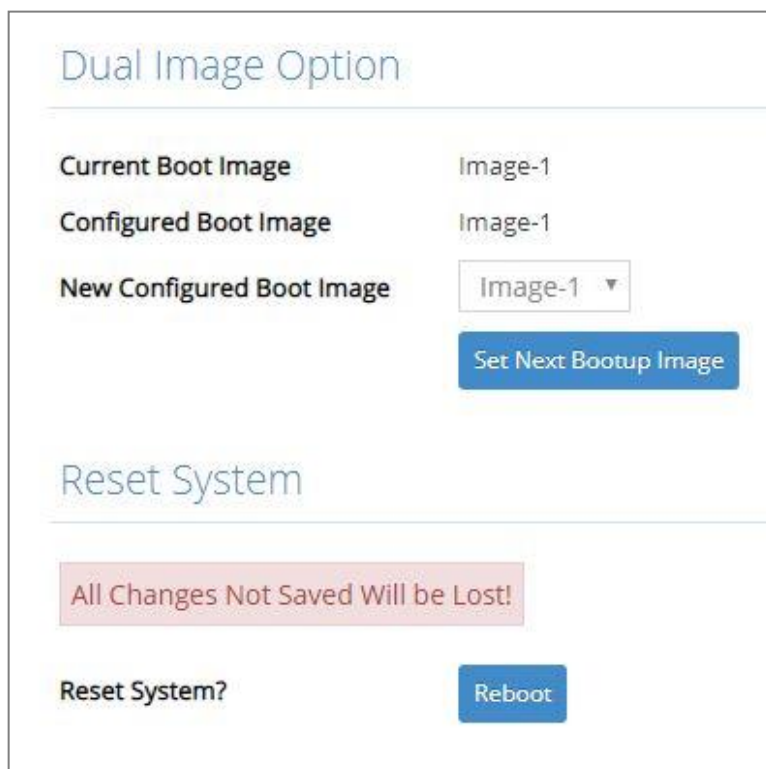 Dual Image Option
Current Boot Image Image-1
Configured Boot Image Image-1
New Configured Boot Image Image-1
Set Next Bootup Image
Reset System
All Changes Not Saved Will be Lost!
Reset System? Reboot